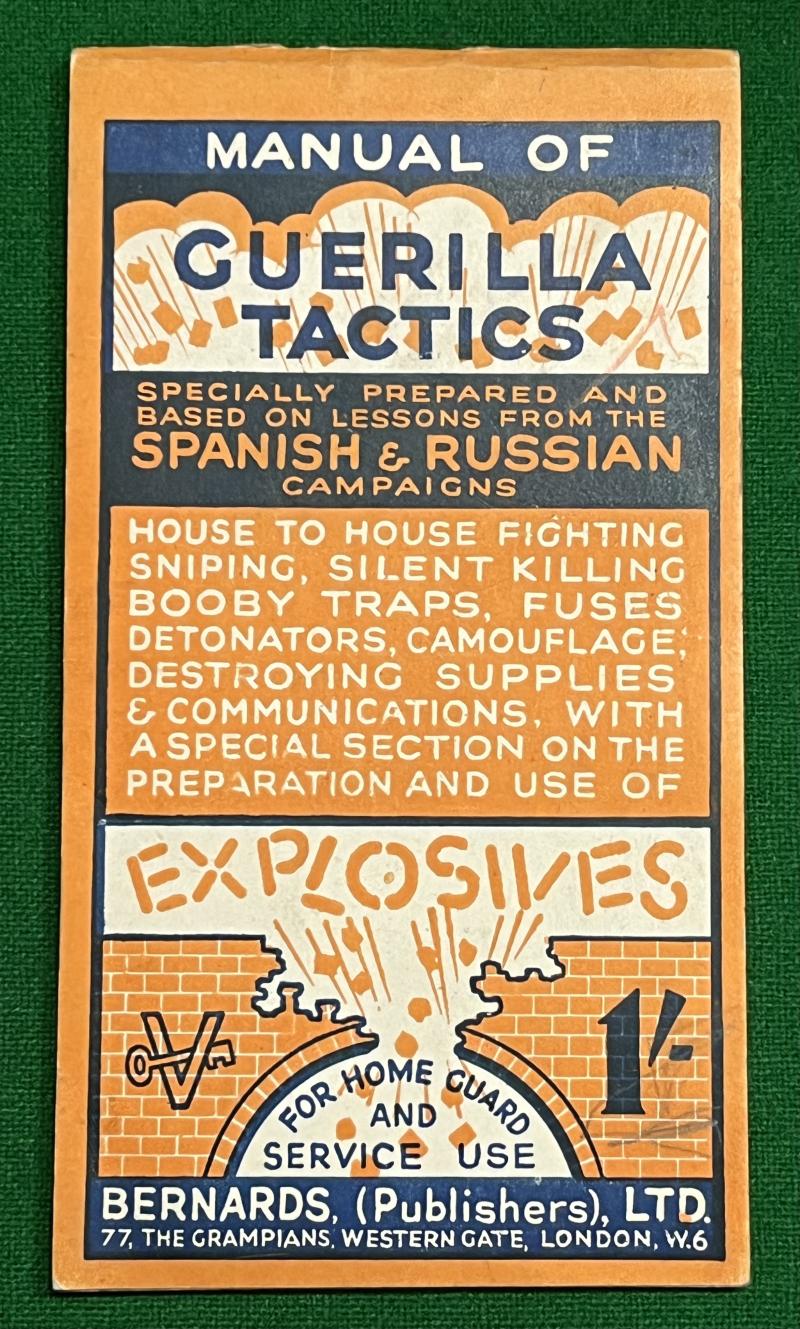 MANUAL OF
GUERILLA
TACTICS
SPECIALLY PREPARED AND
BASED ON LESSONS FROM THE
SPANISH & RUSSIAN
CAMPAIGNS
HOUSE TO HOUSE FIGHTING
SNIPING, SILENT KILLING
BOOBY TRAPS, FUSES
DETONATORS, CAMOUFLAGE,
DESTROYING SUPPLIES
& COMMUNICATIONS, WITH
A SPECIAL SECTION ON THE
PREPARATION AND USE OF
EXPLOSIVES
V
1/-
FOR HOME GUARD
AND
SERVICE USE
BERNARDS, (Publishers), LTD.
77, THE GRAMPIANS, WESTERN GATE, LONDON, W.6